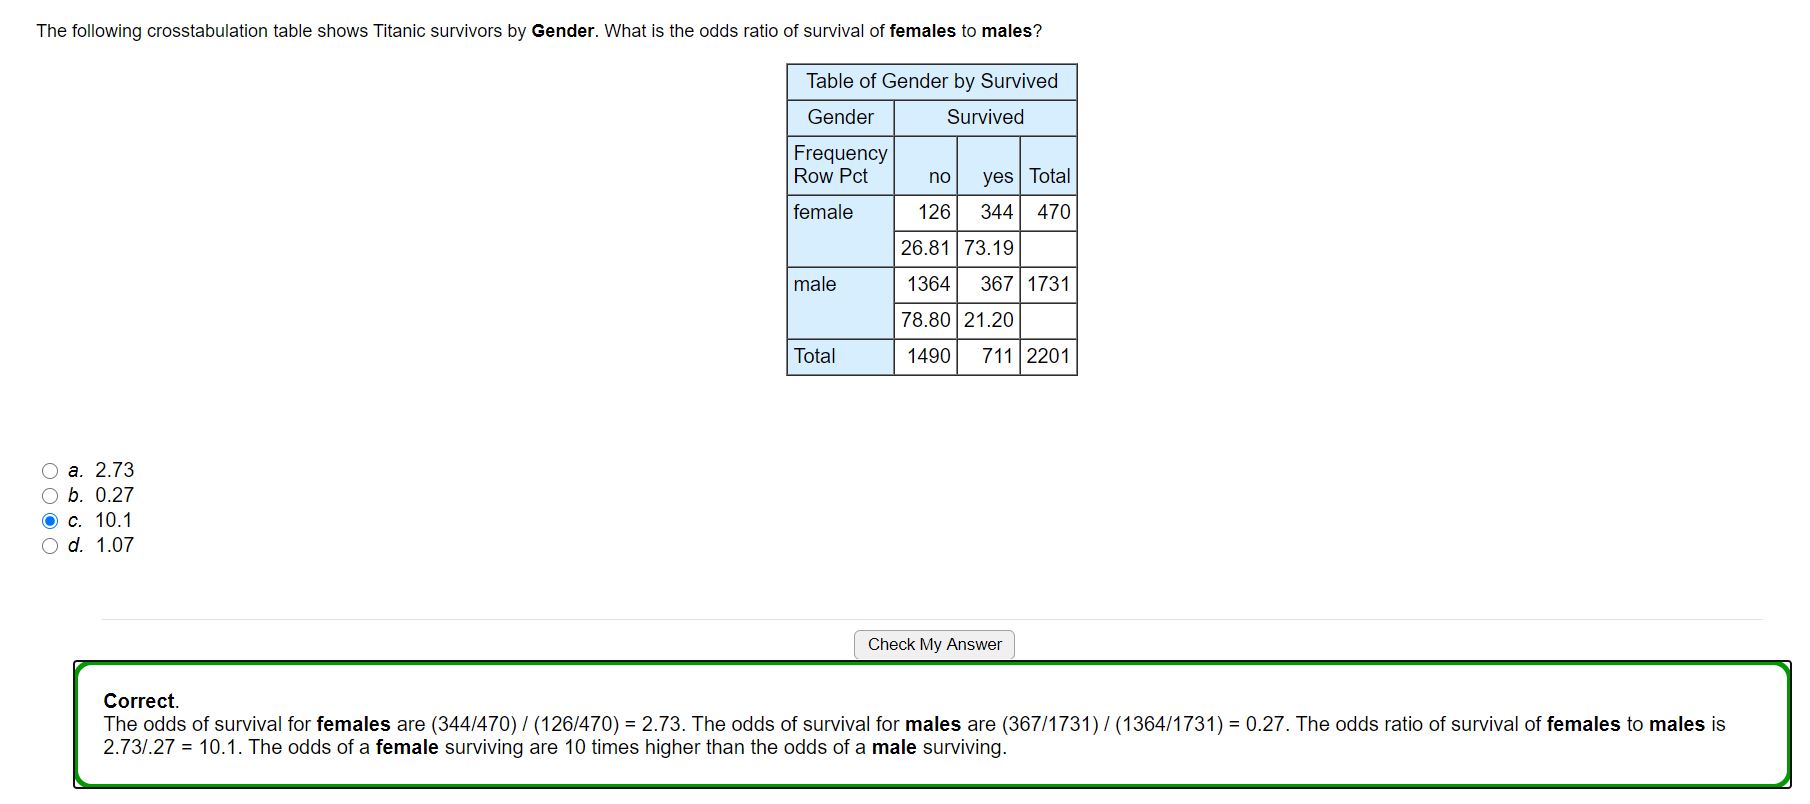 The following crosstabulation table shows Titanic survivors by Gender. What is the odds ratio of survival of females to males?
Table of Gender by Survived
Gender Survived
Frequency
Row Pct no yes Total
female 126 344 470
26.81 73.19
male 1364 367 1731
78.80 21.20
Total 1490 711 2201
a. 2.73
b. 0.27
c. 10.1
d. 1.07
Check My Answer
Correct.
The odds of survival for females are (344/470) / (126/470) = 2.73. The odds of survival for males are (367/1731) / (1364/1731) = 0.27. The odds ratio of survival of females to males is
2.73/.27 = 10.1. The odds of a female surviving are 10 times higher than the odds of a male surviving.